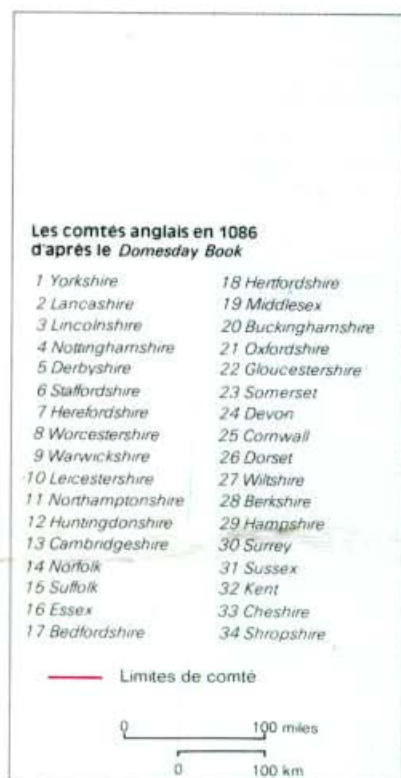 Les comtés anglais en 1086
d'après le Domesday Book
1 Yorkshire
2 Lancashire
3 Lincolnshire
4 Nottinghamshire
5 Derbyshire
6 Staffordshire
7 Herefordshire
8 Worcestershire
9 Warwickshire
10 Leicestershire
11 Northamptonshire
12 Huntingdonshire
13 Cambridgeshire
14 Norfolk
15 Suffolk
16 Essex
17 Bedfordshire
18 Hertfordshire
19 Middlesex
20 Buckinghamshire
21 Oxfordshire
22 Gloucestershire
23 Somerset
24 Devon
25 Cornwall
26 Dorset
27 Wiltshire
28 Berkshire
29 Hampshire
30 Surrey
31 Sussex
32 Kent
33 Cheshire
34 Shropshire
Limites de comté
0 100 miles
0 100 km